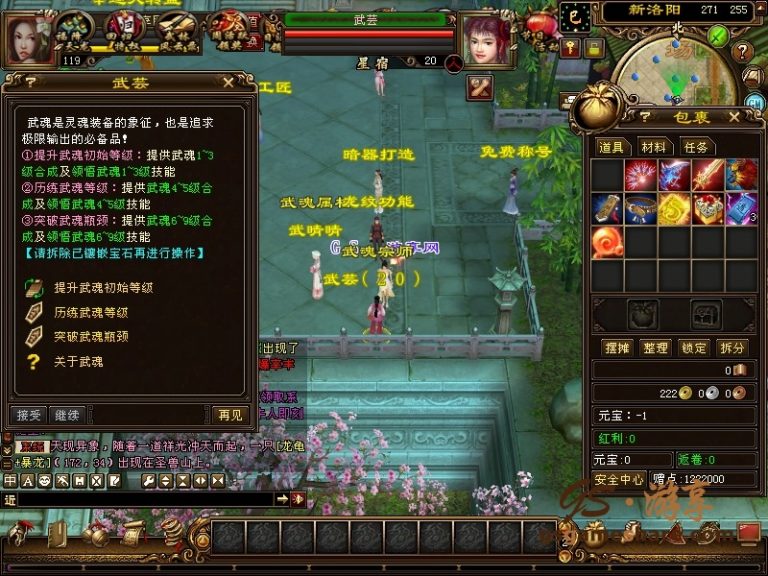 武芸
新洛阳 271 255
北
119
星宿 20
武芸
武魂是灵魂装备的象征,也是追求
极限输出的必备品!
①提升武魂初始等级:提供武魂1~3
级合成及领悟武魂1~3级技能
②历练武魂等级:提供武魂4~5级合
成及领悟武魂4~5级技能
③突破武魂瓶颈:提供武魂6~9级合
成及领悟武魂6~9级技能
【请拆除已镶嵌宝石再进行操作】
提升武魂初始等级
历练武魂等级
突破武魂瓶颈
关于武魂
接受 继续 再见
工匠
暗器打造
免费称号
龙纹功能
武晴晴
武魂宗师
武芸(20)
包裹
道具 材料 任务
3
摆摊 整理 锁定 拆分
0
222 0 0
元宝:-1
红利:0
元宝:0 返卷:0
安全中心 赠点:1222000
出现了
天现异象,随着一道祥光冲天而起,一只[龙龟
+暴龙](172,34)出现在圣兽山上。
近